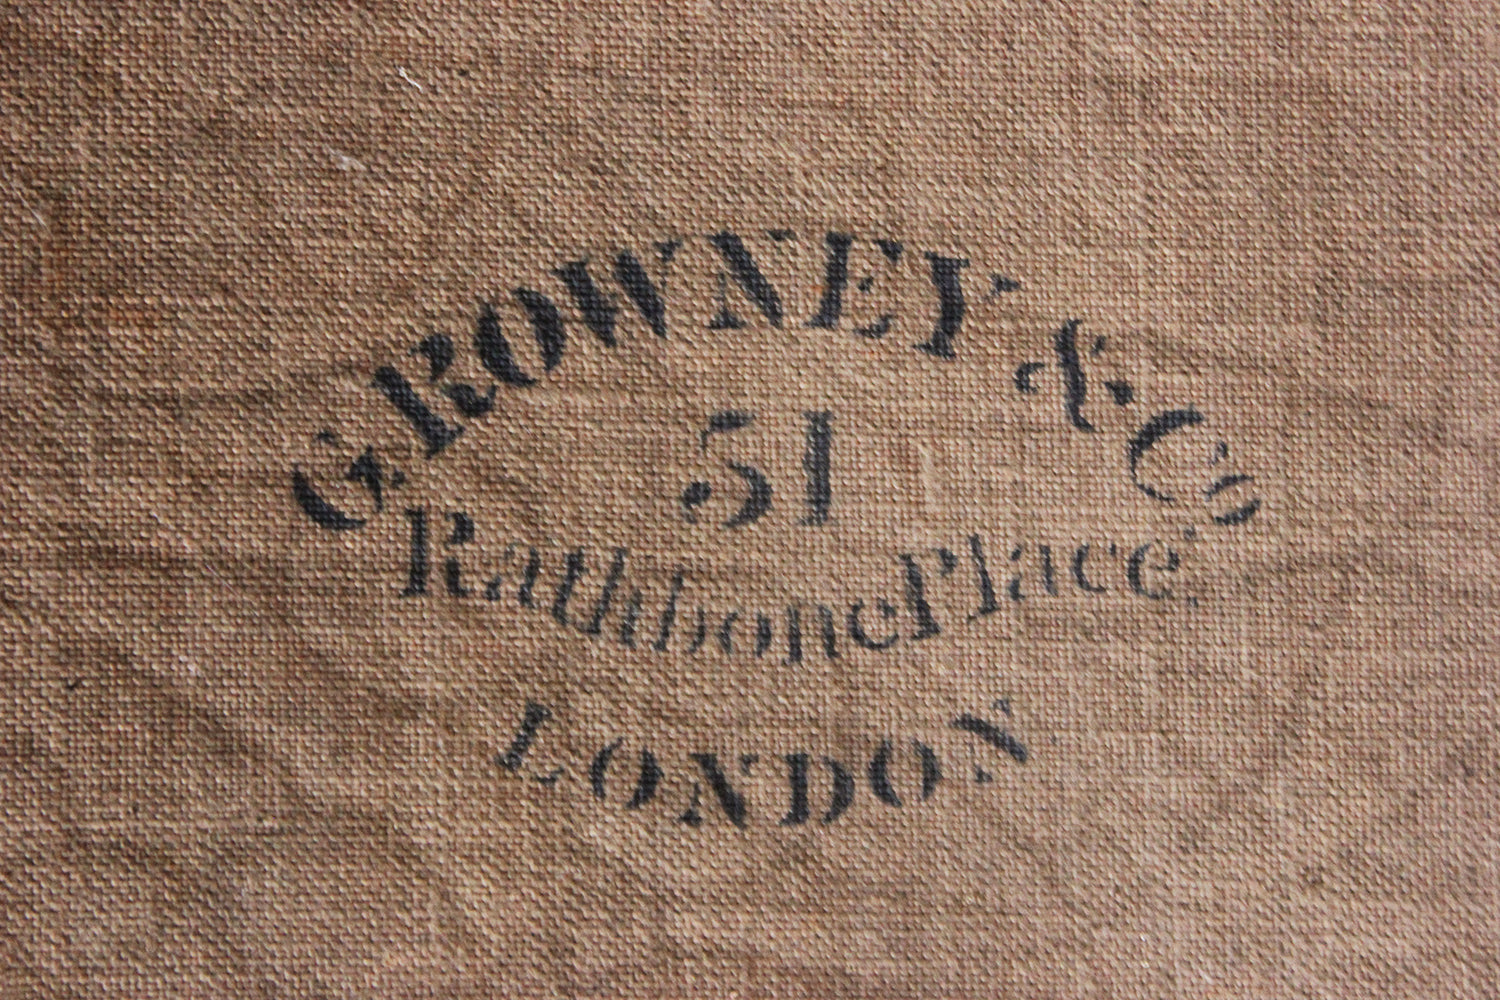 G. ROWNEY & Co
51
Rathbone Place
LONDON